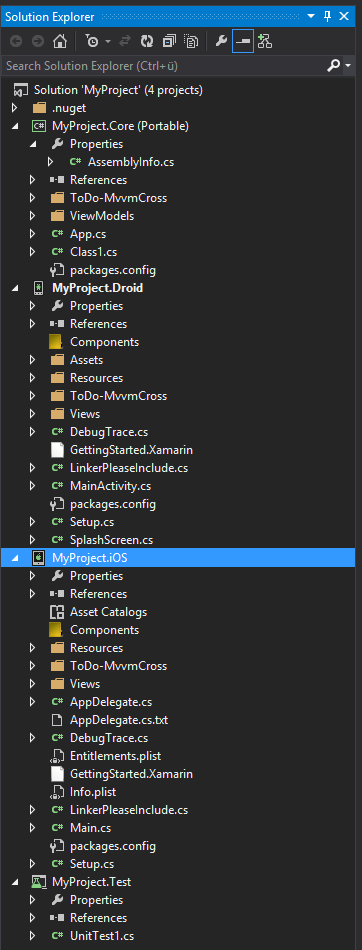 Solution Explorer
Search Solution Explorer (Ctrl+ü)
Solution 'MyProject' (4 projects)
.nuget
MyProject.Core (Portable)
Properties
AssemblyInfo.cs
References
ToDo-MvvmCross
ViewModels
App.cs
Class1.cs
packages.config
MyProject.Droid
Properties
References
Components
Assets
Resources
ToDo-MvvmCross
Views
DebugTrace.cs
GettingStarted.Xamarin
LinkerPleaseInclude.cs
MainActivity.cs
packages.config
Setup.cs
SplashScreen.cs
MyProject.iOS
Properties
References
Asset Catalogs
Components
Resources
ToDo-MvvmCross
Views
AppDelegate.cs
AppDelegate.cs.txt
DebugTrace.cs
Entitlements.plist
GettingStarted.Xamarin
Info.plist
LinkerPleaseInclude.cs
Main.cs
packages.config
Setup.cs
MyProject.Test
Properties
References
UnitTest1.cs